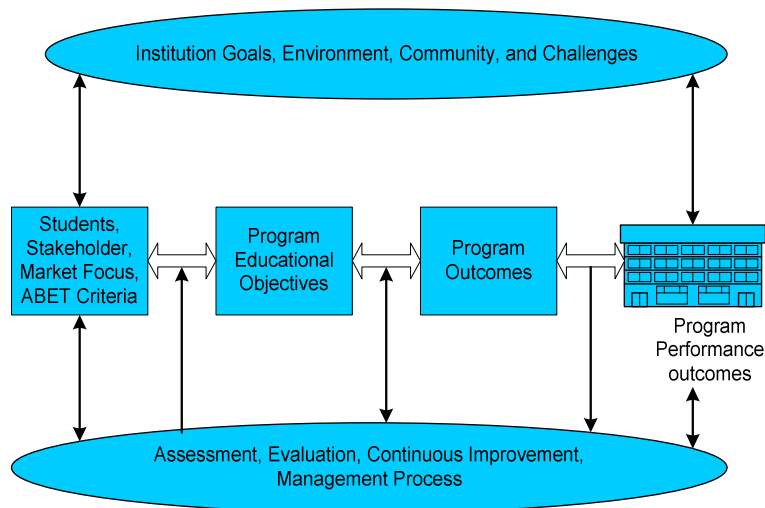 Institution Goals, Environment, Community, and Challenges
Students,
Stakeholder,
Market Focus,
ABET Criteria
Program
Educational
Objectives
Program
Outcomes
Program
Performance
outcomes
Assessment, Evaluation, Continuous Improvement,
Management Process